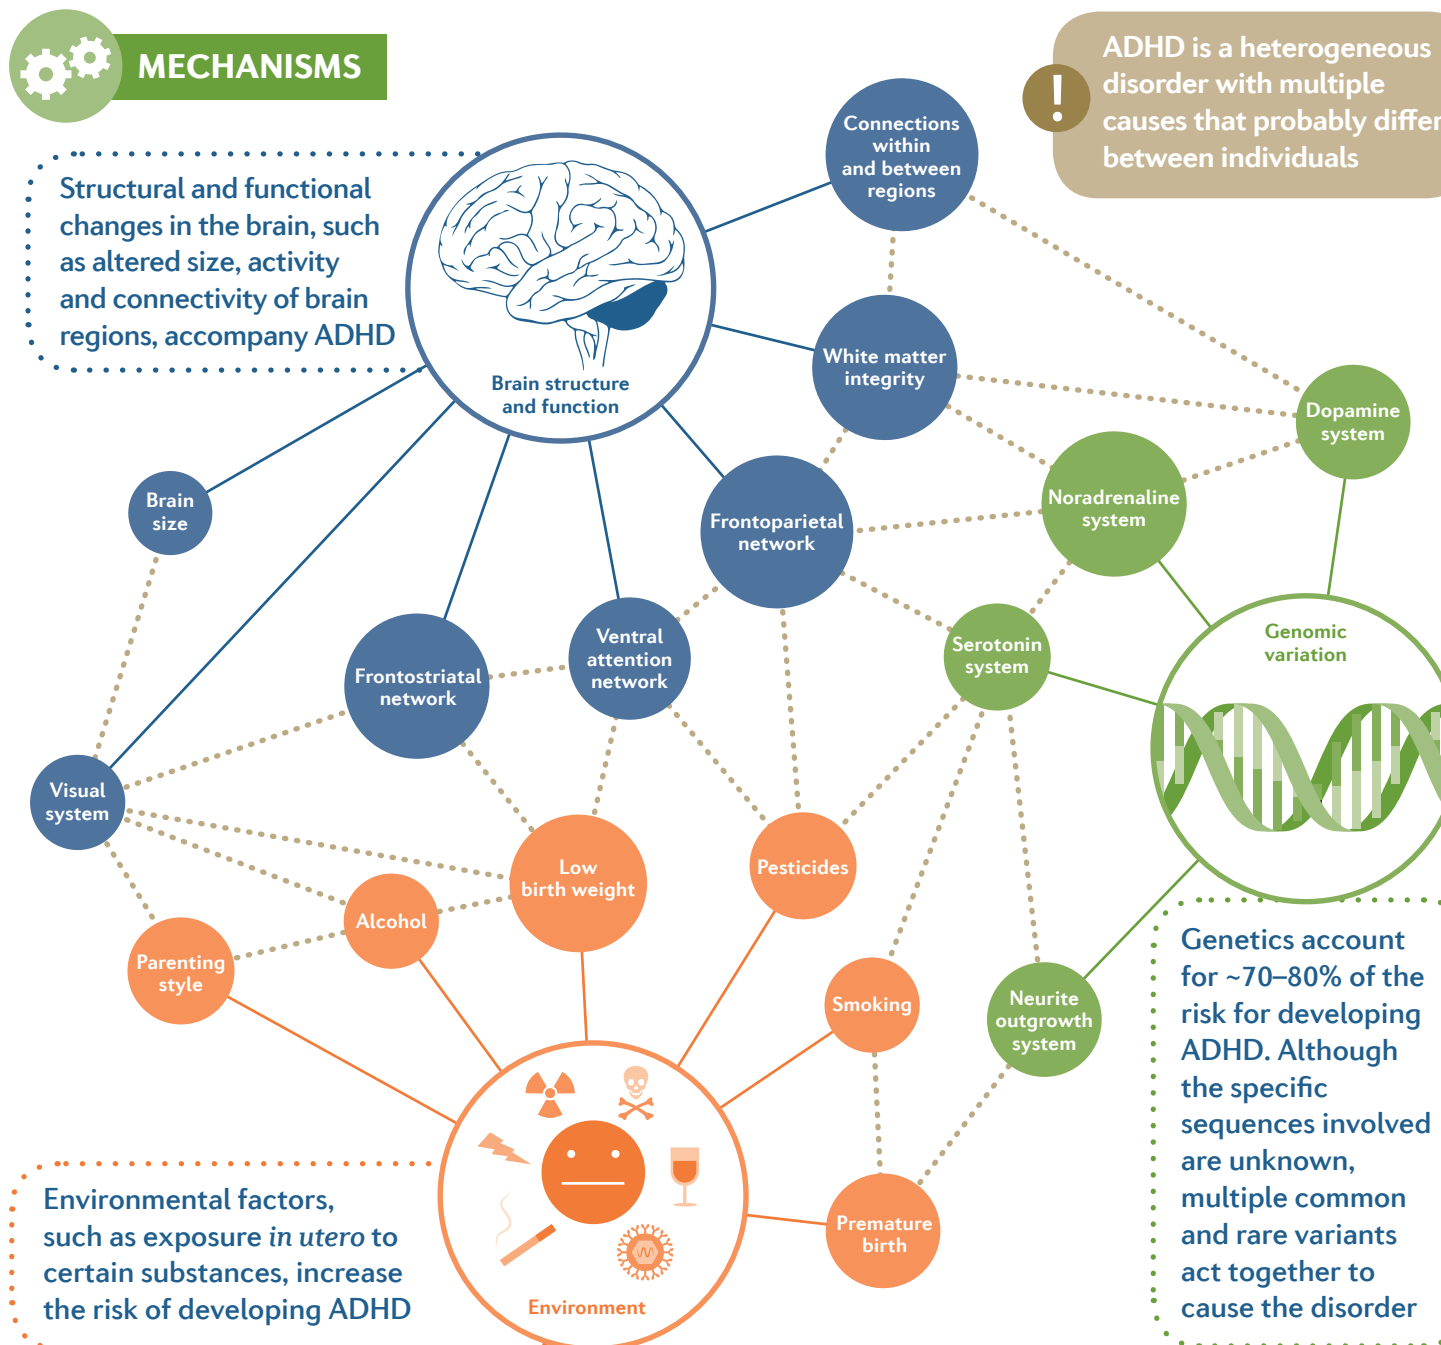 MECHANISMS
ADHD is a heterogeneous
disorder with multiple
causes that probably differ
between individuals
Structural and functional
changes in the brain, such
as altered size, activity
and connectivity of brain
regions, accompany ADHD
Brain structure
and function
Connections
within
and between
regions
White matter
integrity
Dopamine
system
Noradrenaline
system
Brain
size
Frontoparietal
network
Ventral
attention
network
Frontostriatal
network
Serotonin
system
Genomic
variation
Visual
system
Low
birth weight
Pesticides
Alcohol
Parenting
style
Smoking
Neurite
outgrowth
system
Genetics account
for ~70–80% of the
risk for developing
ADHD. Although
the specific
sequences involved
are unknown,
multiple common
and rare variants
act together to
cause the disorder
Environmental factors,
such as exposure in utero to
certain substances, increase
the risk of developing ADHD
Premature
birth
Environment